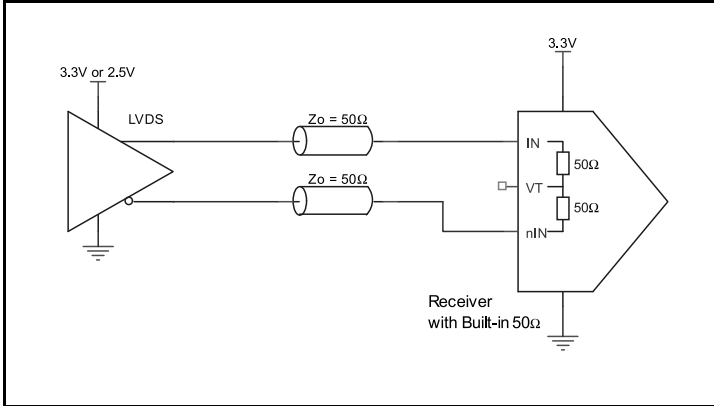 3.3V
3.3V or 2.5V
LVDS
Zo = 50Ω
IN
50Ω
Zo = 50Ω
VT
50Ω
nIN
Receiver
with Built-in 50Ω